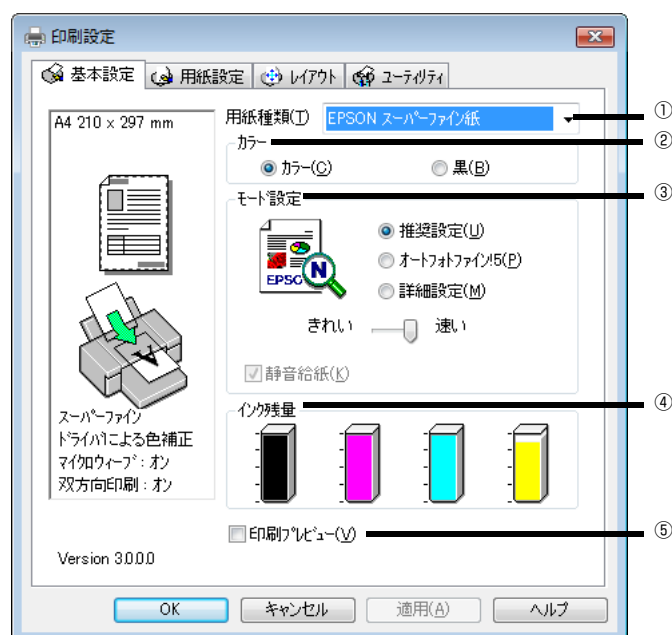 印刷設定
基本設定 用紙設定 レイアウト ユーティリティ
A4 210 x 297 mm
用紙種類(T) EPSON スーパーファイン紙 ①
カラー ②
カラー(C) 黒(B)
モード設定 ③
推奨設定(U)
オートフォトファイン!5(P)
詳細設定(M)
EPSO N
きれい 速い
静音給紙(K)
インク残量 ④
A
スーパーファイン
ドライバによる色補正
マイクロウィーブ:オン
双方向印刷:オン
印刷プレビュー(V) ⑤
Version 3.0.0.0
OK キャンセル 適用(A) ヘルプ